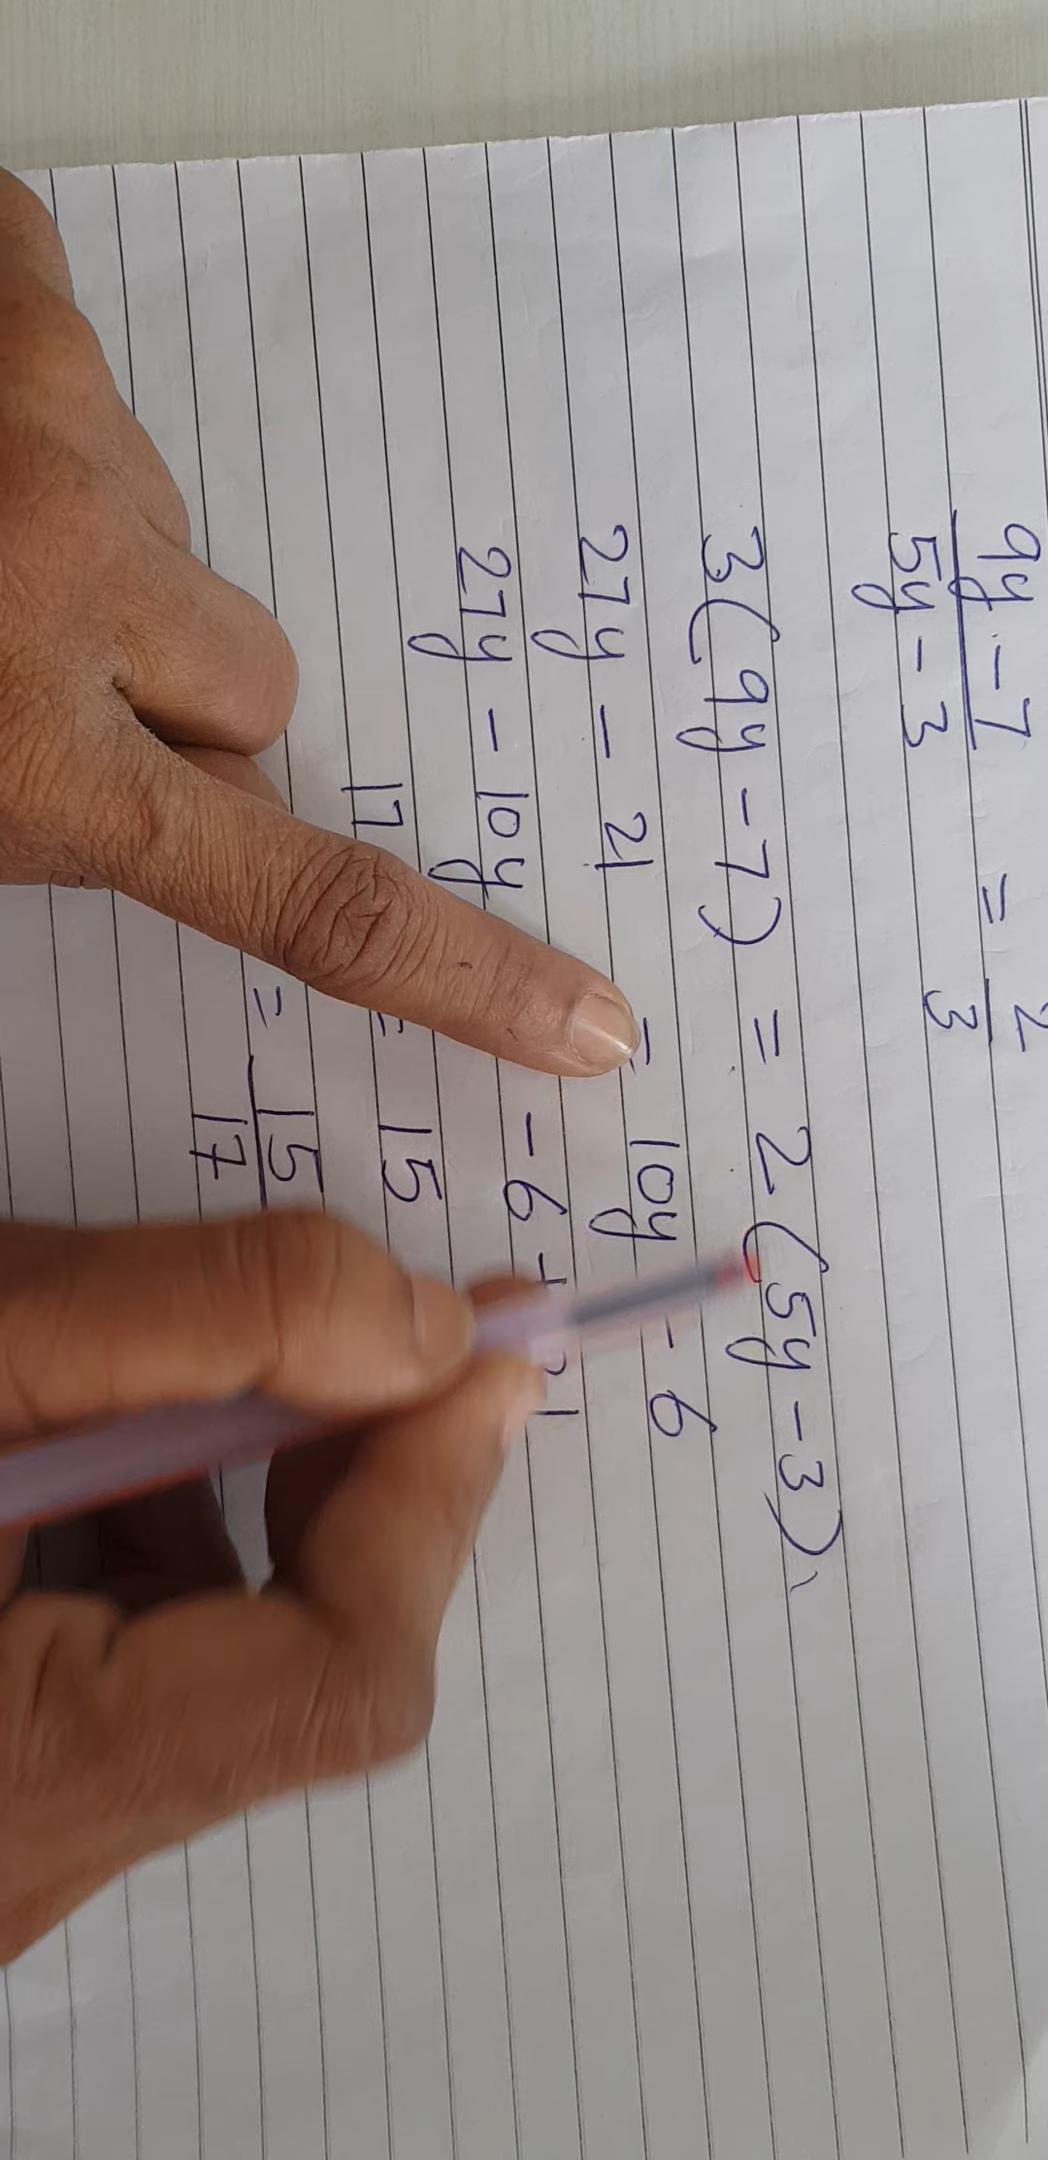 9y - 7 / 5y - 3 = 2 / 3
3(9y - 7) = 2(5y - 3)
27y - 21 = 10y - 6
27y - 10y - 6 +
17 = 15
= 15 / 17